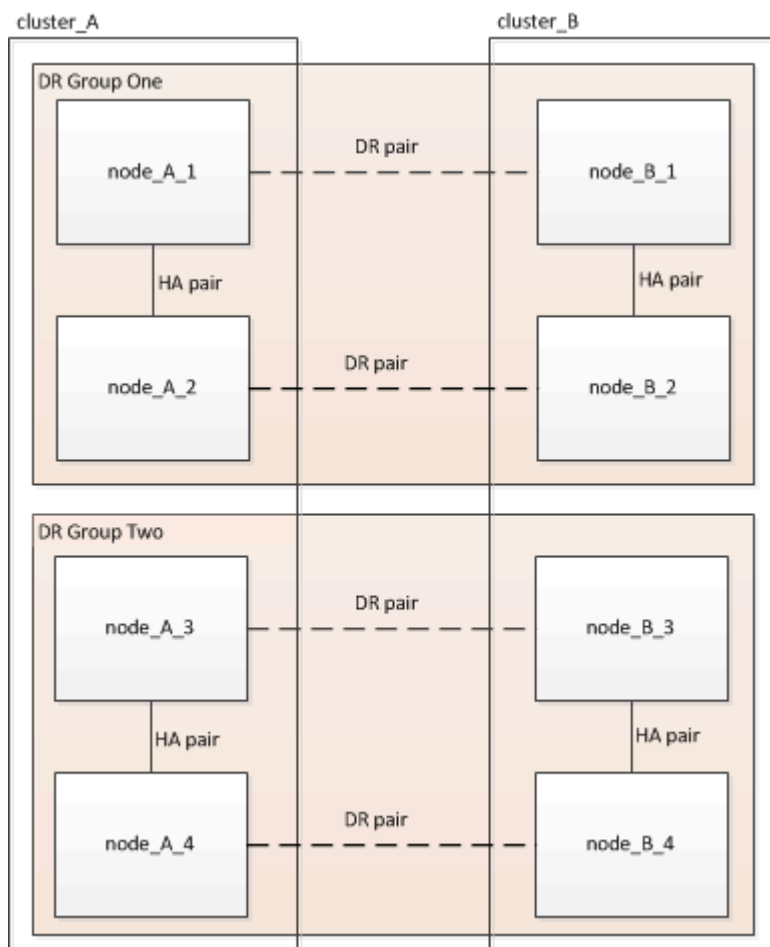 cluster_A
cluster_B
DR Group One
node_A_1
DR pair
node_B_1
HA pair
HA pair
node_A_2
DR pair
node_B_2
DR Group Two
node_A_3
DR pair
node_B_3
HA pair
HA pair
node_A_4
DR pair
node_B_4